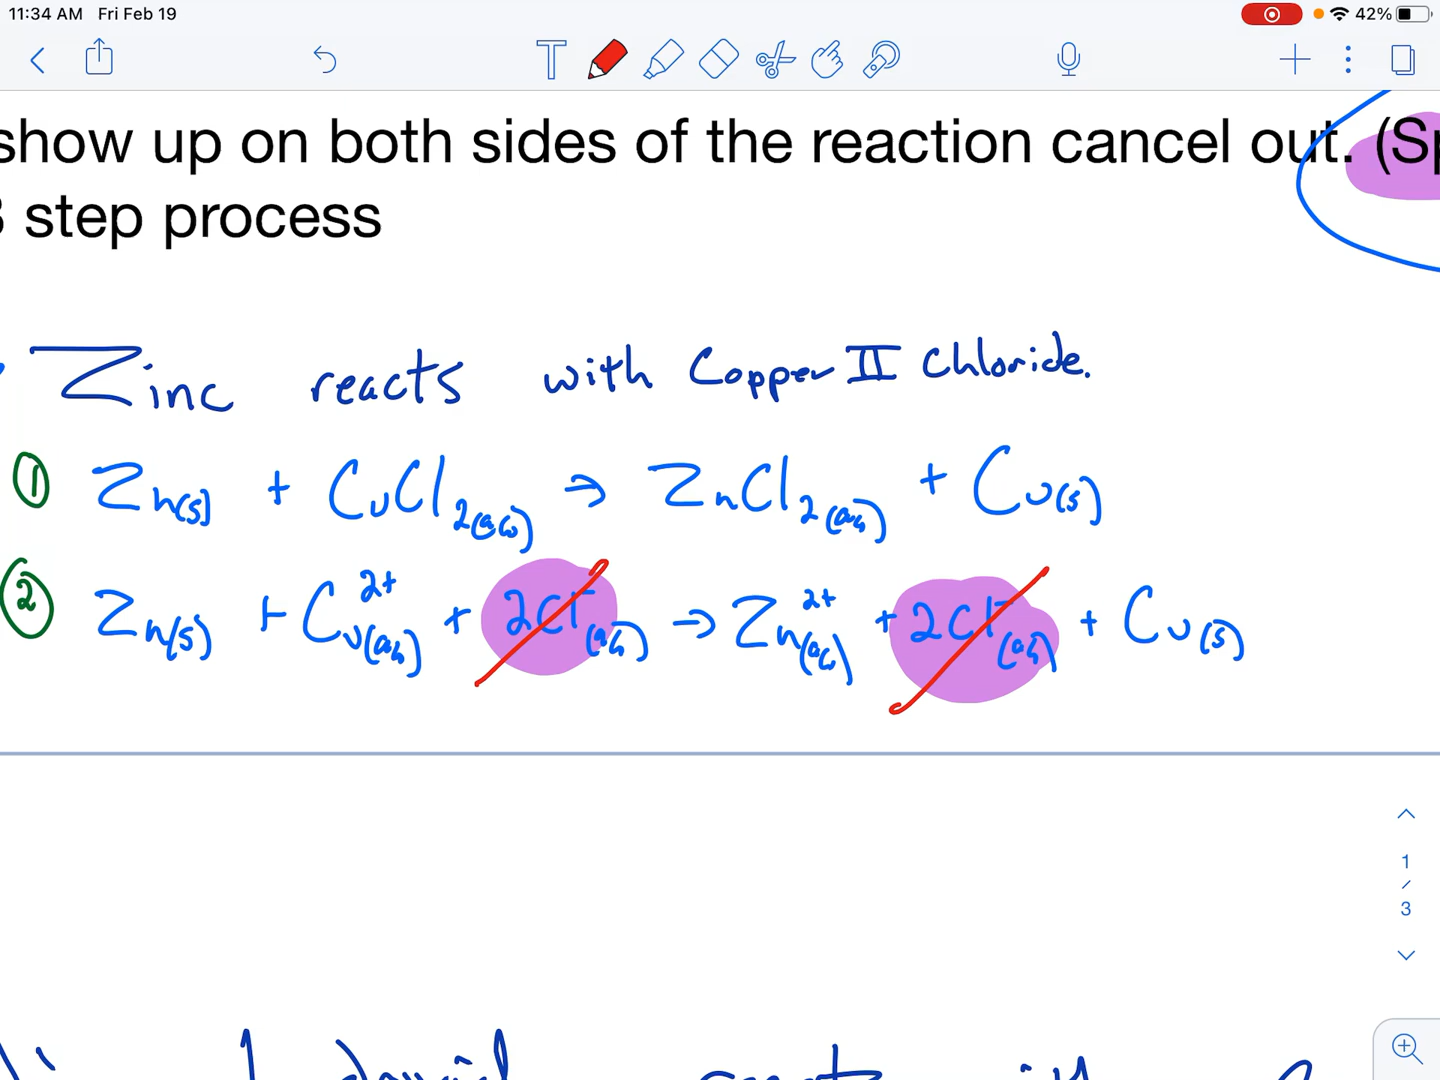 11:34 AM Fri Feb 19 42%
T
show up on both sides of the reaction cancel out. (Sp
3 step process
Zinc reacts with Copper II Chloride.
① Zn(s) + CuCl₂(aq) → ZnCl₂(aq) + Cu(s)
② Zn(s) + Cu²⁺(aq) + 2Cl⁻(aq) → Zn²⁺(aq) + 2Cl⁻(aq) + Cu(s)
1
/
3